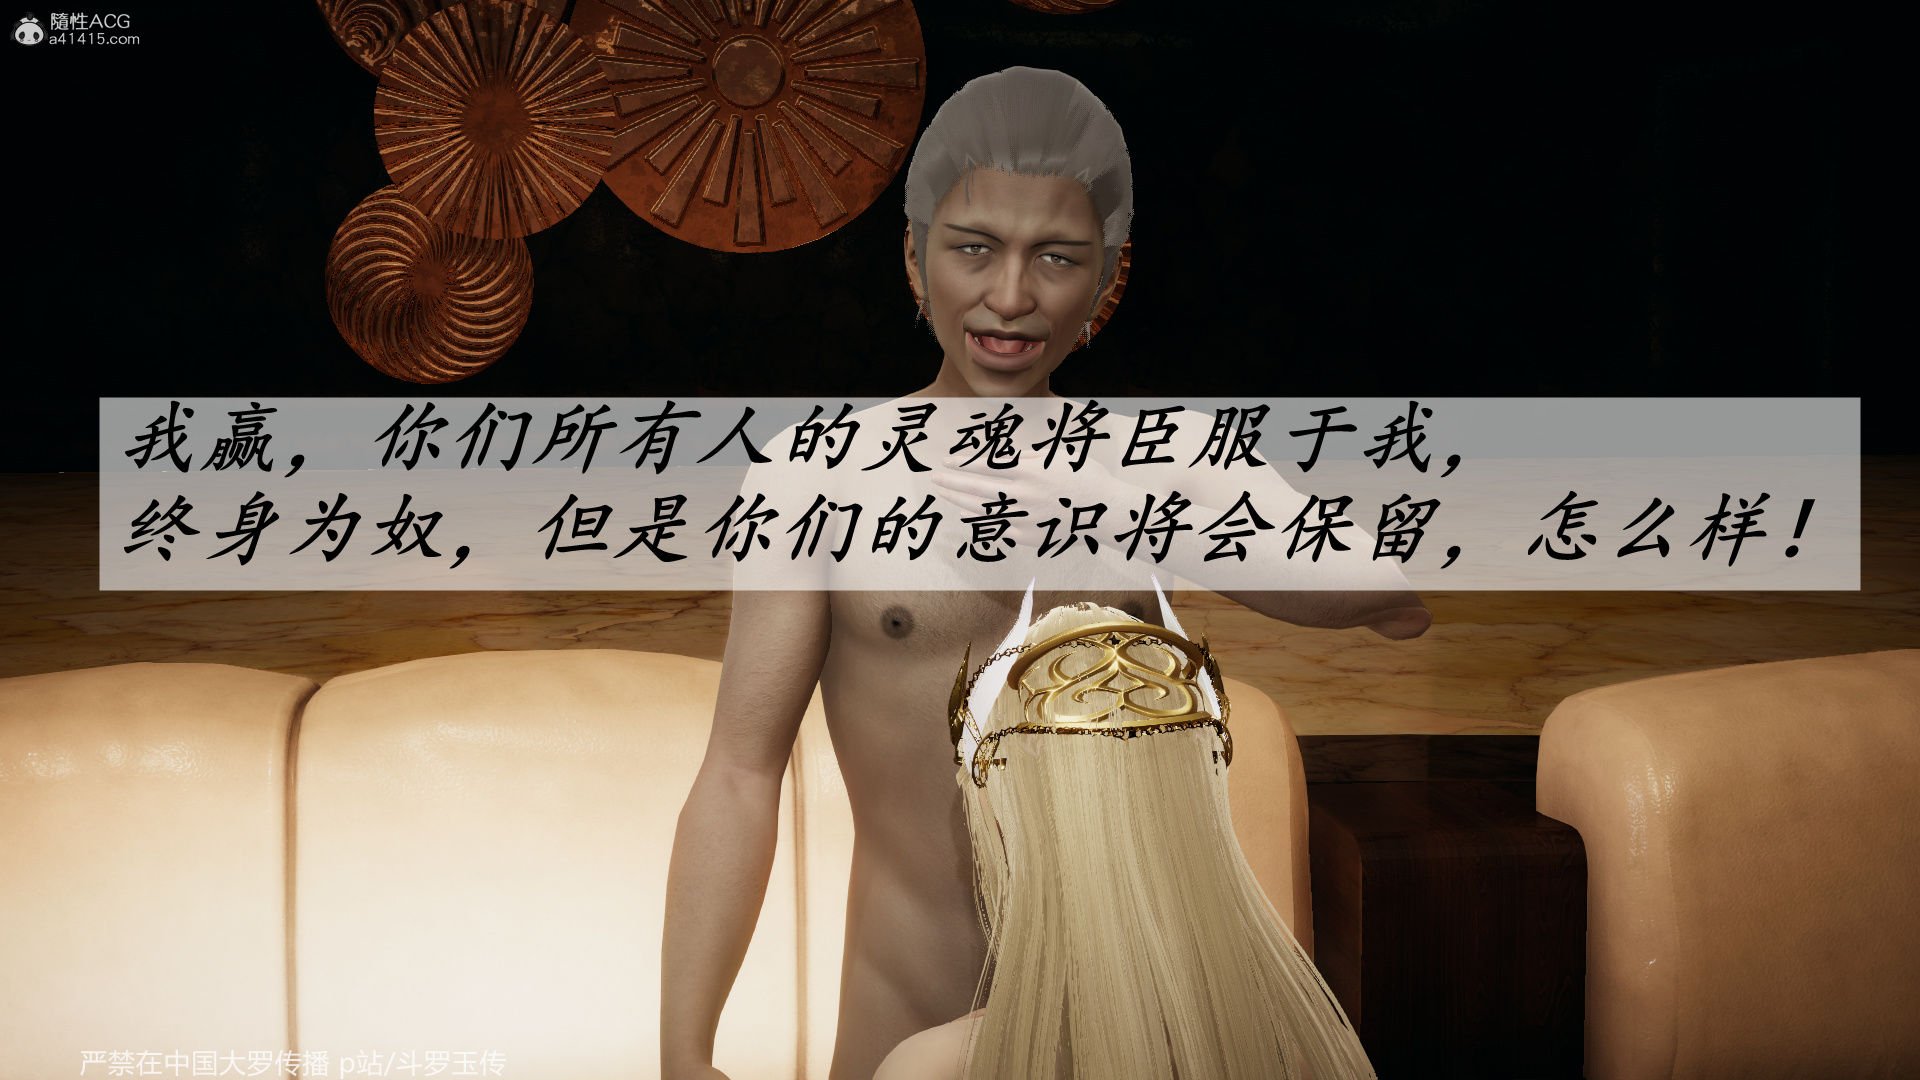 隨性ACG
a41415.com
我赢，你们所有人的灵魂将臣服于我，
终身为奴，但是你们的意识将会保留，怎么样！
严禁在中国大罗传播 p站/斗罗玉传